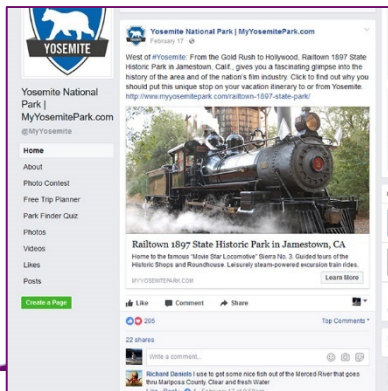 YOSEMITE
Yosemite National
Park |
MyYosemitePark.com
@MyYosemite
Home
About
Photo Contest
Free Trip Planner
Park Finder Quiz
Photos
Videos
Likes
Posts
Create a Page
Yosemite National Park | MyYosemitePark.com
February 17
West of #Yosemite: From the Gold Rush to Hollywood, Railtown 1897 State
Historic Park in Jamestown, Calif., gives you a fascinating glimpse into the
history of the area and of the nation's film industry. Click to find out why you
should put this unique stop on your vacation itinerary to or from Yosemite.
http://www.myyosemitepark.com/railtown-1897-state-park/
Railtown 1897 State Historic Park in Jamestown, CA
Home to the famous "Movie Star Locomotive" Sierra No. 3. Guided tours of the
Historic Shops and Roundhouse. Leisurely steam-powered excursion train rides.
MYYOSEMITEPARK.COM
Learn More
Like Comment Share
205 Top Comments
22 shares
Write a comment...
Richard Daniels I use to get some nice fish out of the Merced River that goes
thru Mariposa County. Clear and fresh Water